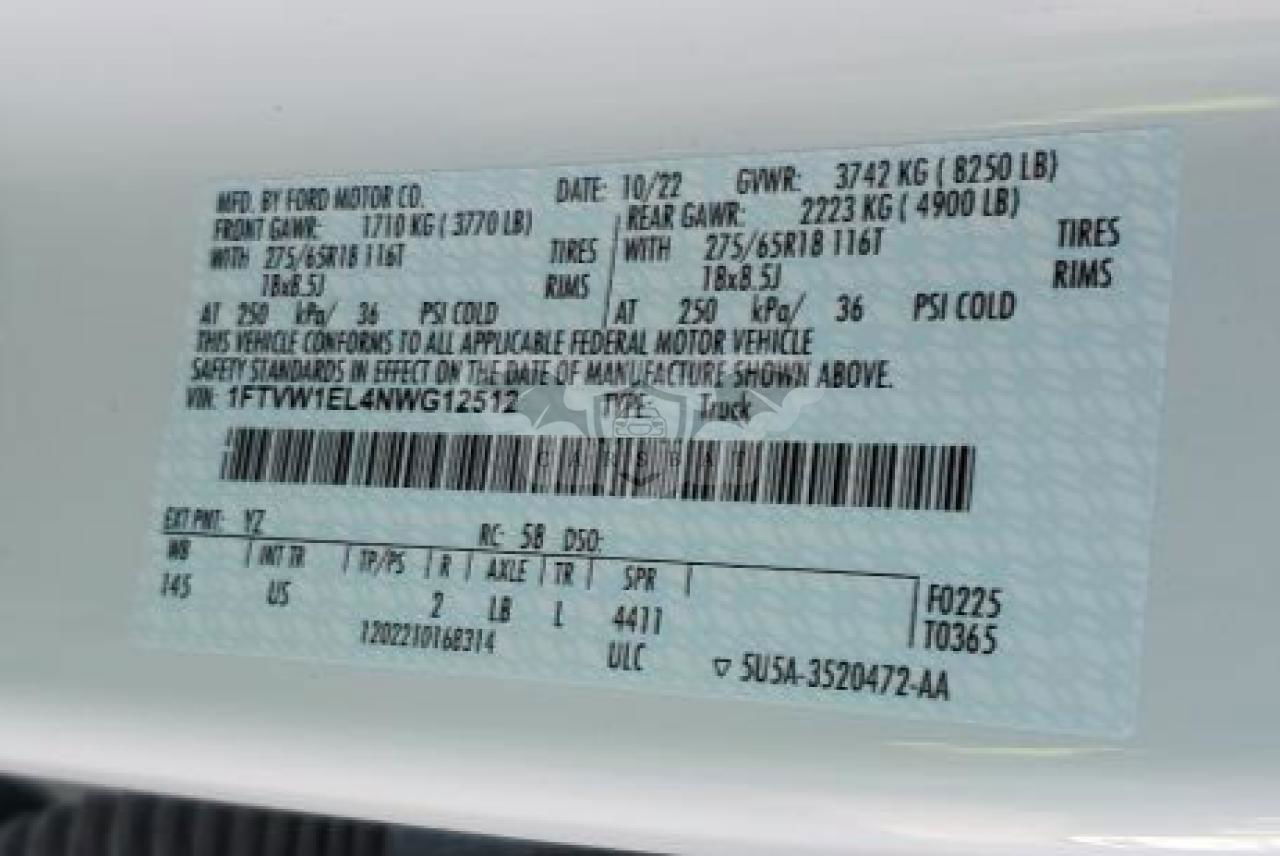 MFD. BY FORD MOTOR CO. DATE: 10/22 GVWR: 3742 KG ( 8250 LB)
FRONT GAWR: 1710 KG ( 3770 LB) REAR GAWR: 2223 KG ( 4900 LB)
WITH 275/65R18 116T TIRES WITH 275/65R18 116T TIRES
18x8.5J RIMS 18x8.5J RIMS
AT 250 kPa/ 36 PSI COLD AT 250 kPa/ 36 PSI COLD
THIS VEHICLE CONFORMS TO ALL APPLICABLE FEDERAL MOTOR VEHICLE
SAFETY STANDARDS IN EFFECT ON THE DATE OF MANUFACTURE SHOWN ABOVE.
VIN: 1FTVW1EL4NWG12512 TYPE: Truck
CARSBAT
EXT PNT: YZ RC: 58 DSO:
WB INT TR TP/PS R AXLE TR SPR F0225
145 US 2 LB L 4411 T0365
1202210168314 ULC ▽ 5U5A-3520472-AA